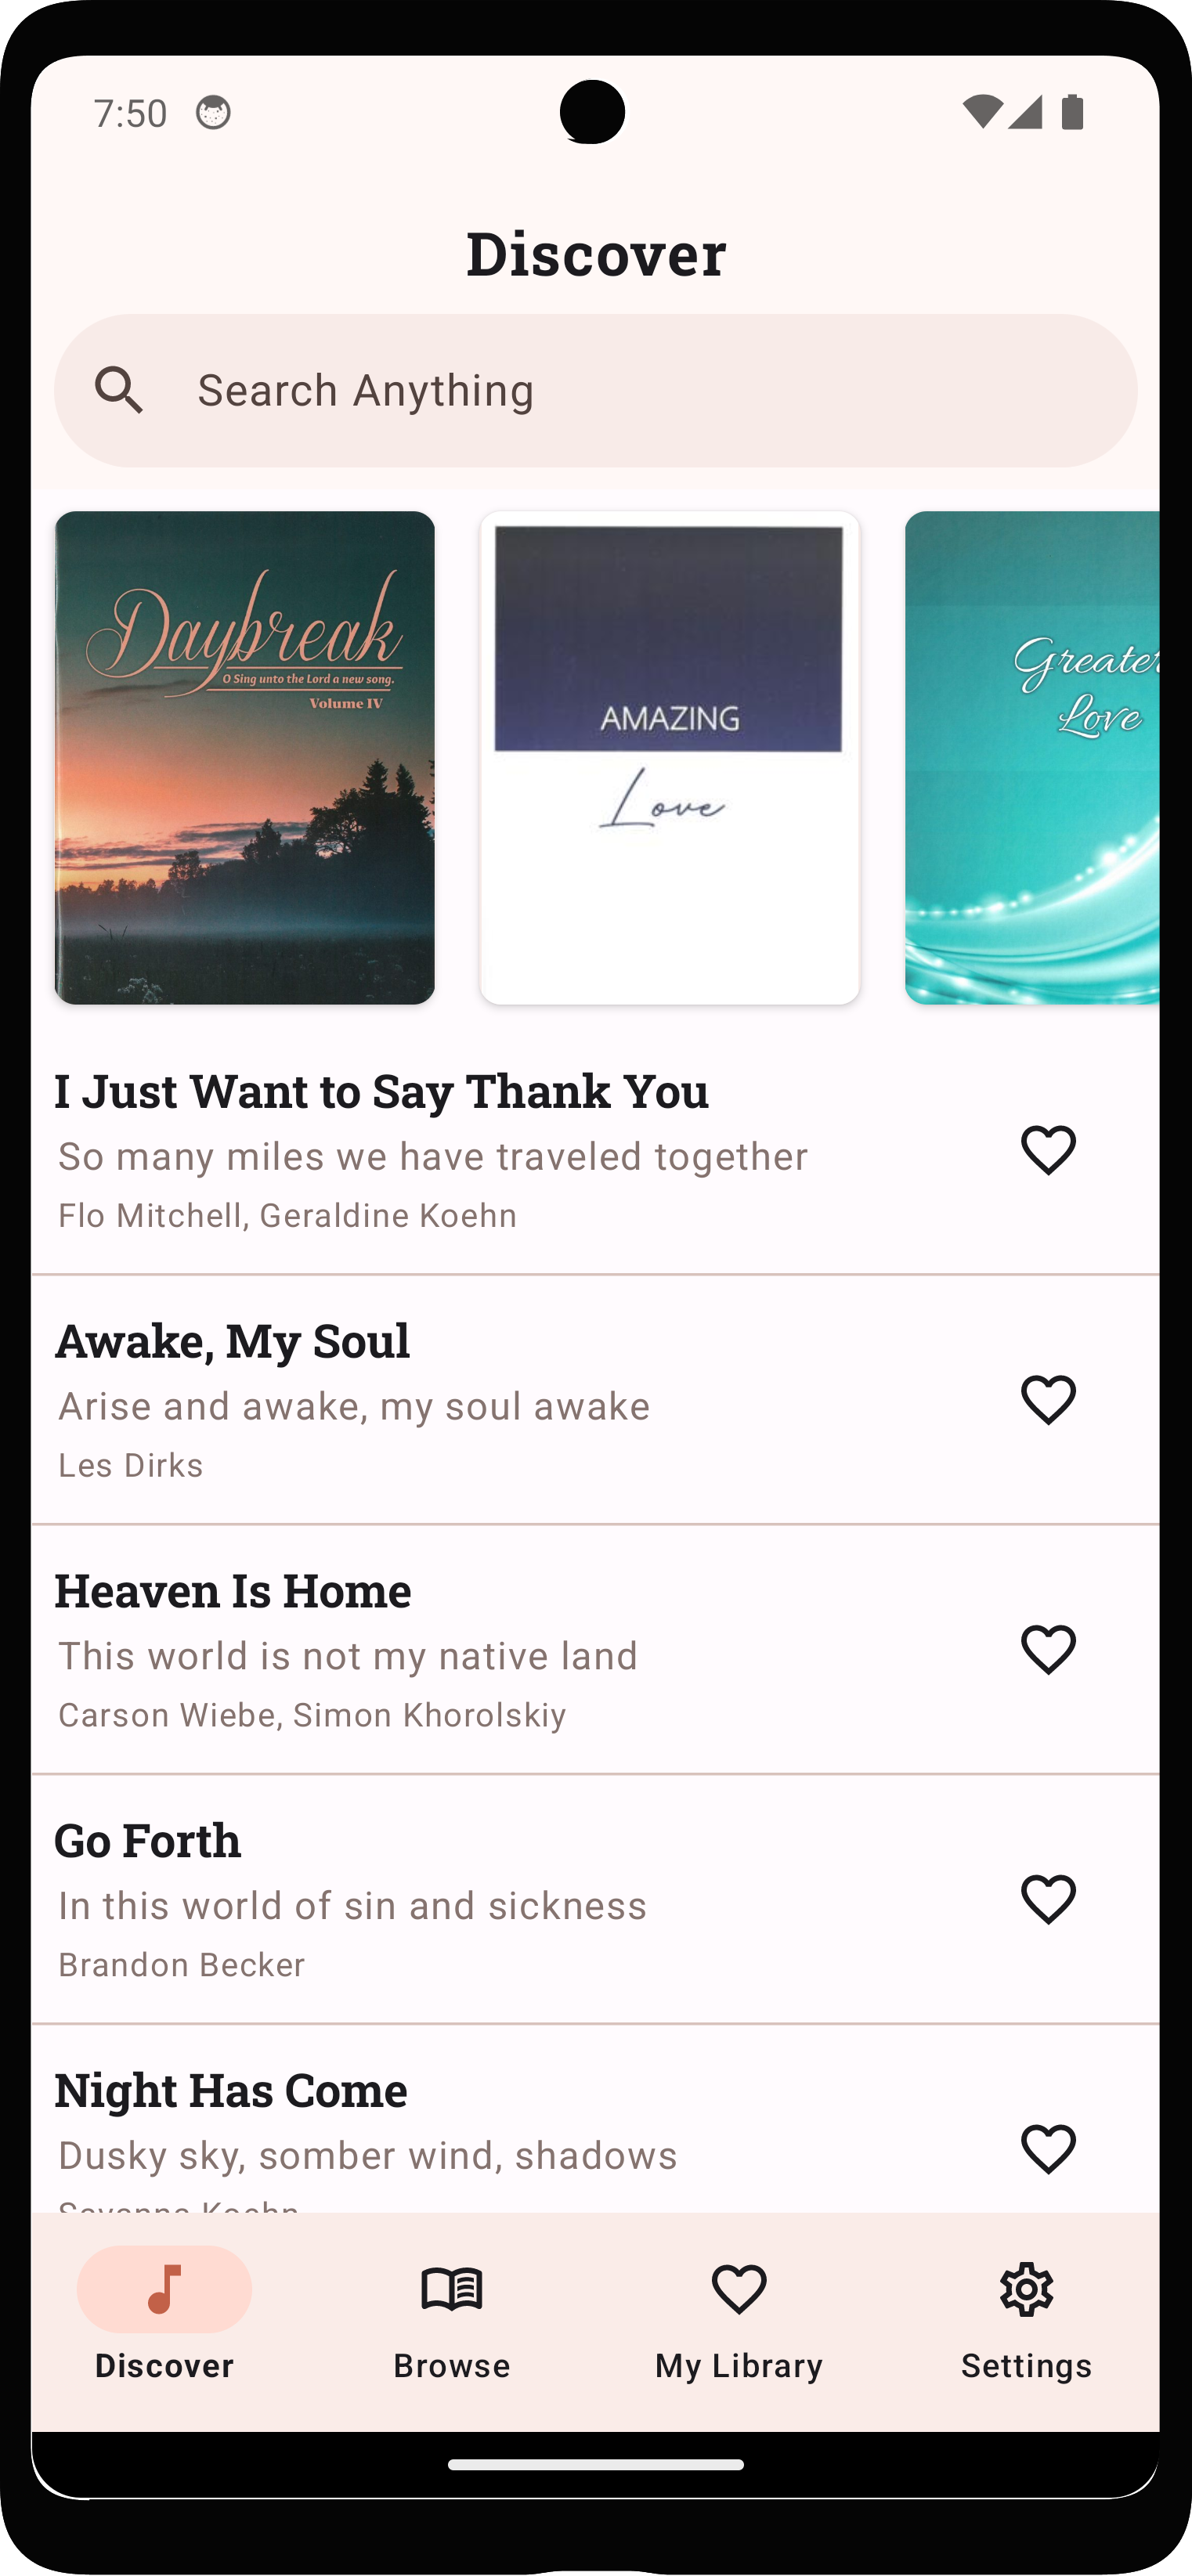 7:50
Discover
Search Anything
Daybreak
O Sing unto the Lord a new song.
Volume IV
AMAZING
Love
Greater
Love
I Just Want to Say Thank You
So many miles we have traveled together
Flo Mitchell, Geraldine Koehn
Awake, My Soul
Arise and awake, my soul awake
Les Dirks
Heaven Is Home
This world is not my native land
Carson Wiebe, Simon Khorolskiy
Go Forth
In this world of sin and sickness
Brandon Becker
Night Has Come
Dusky sky, somber wind, shadows
Discover
Browse
My Library
Settings